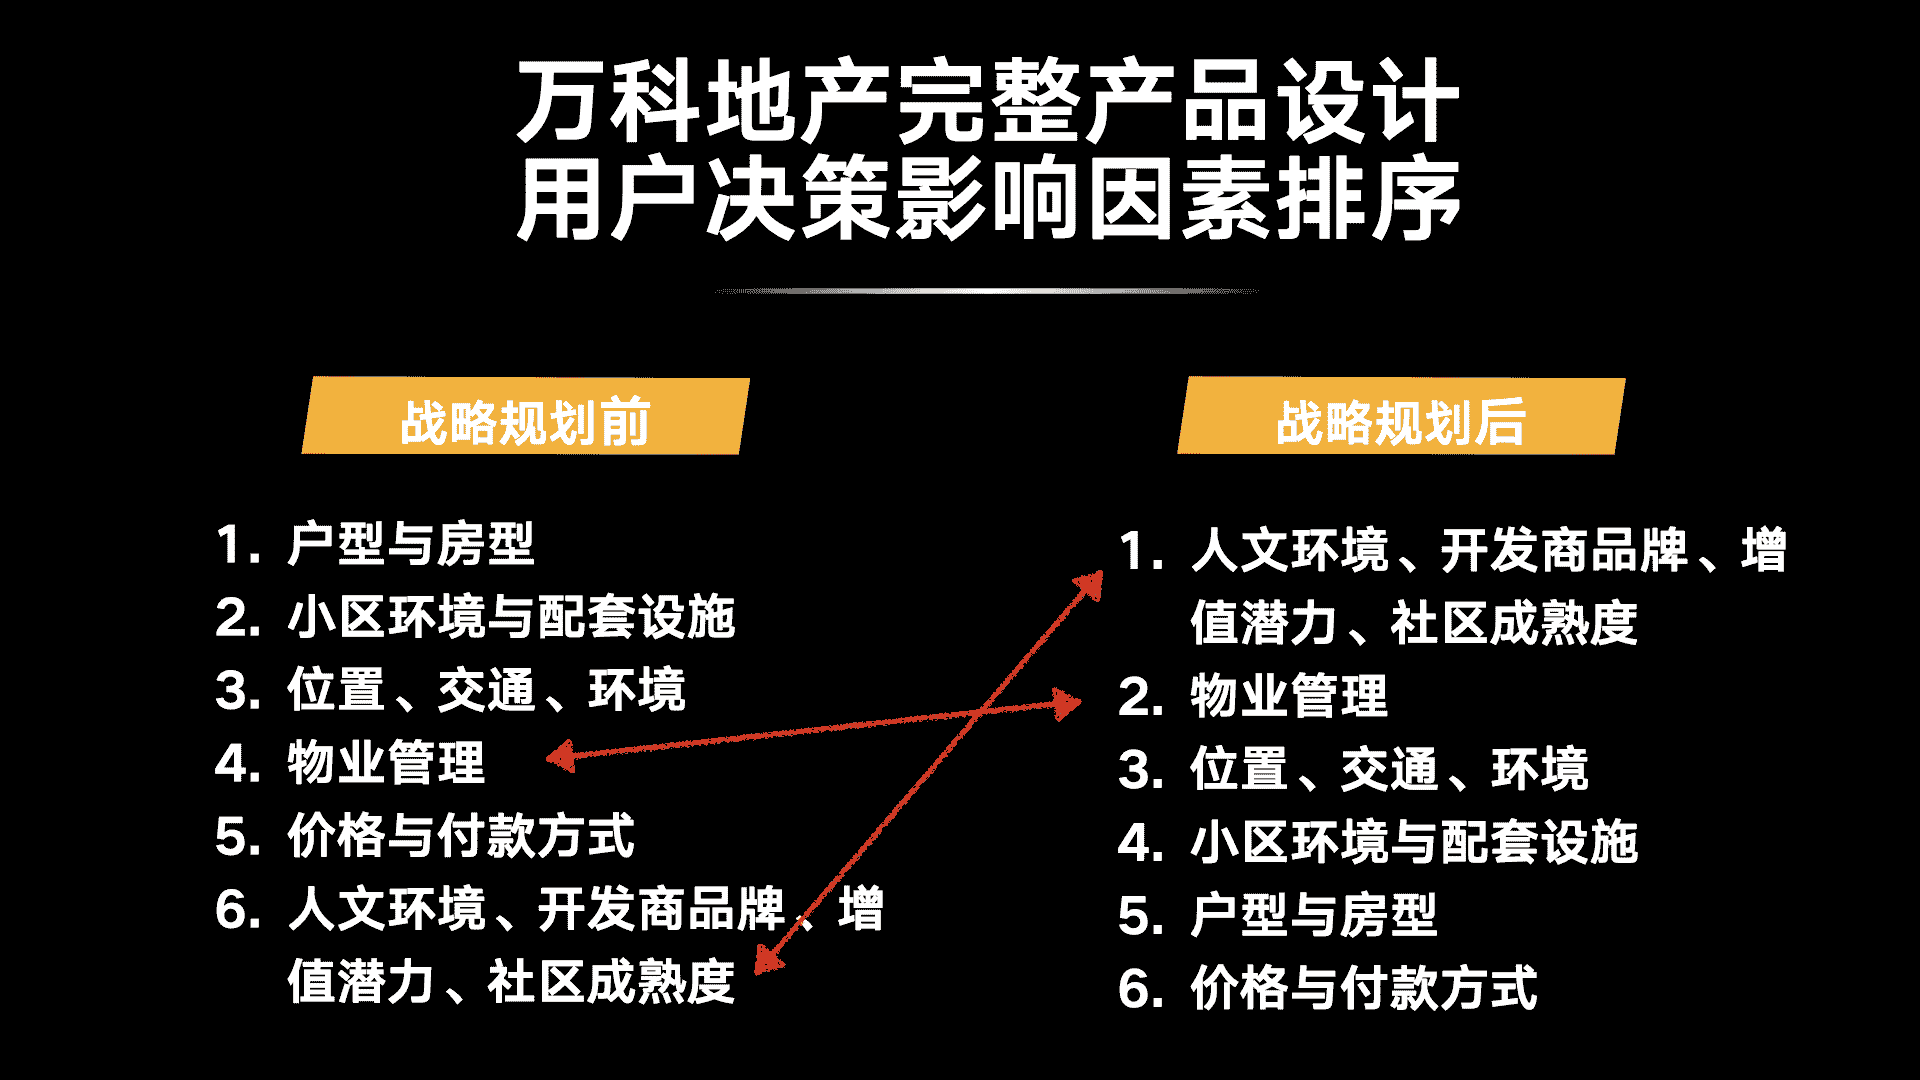 万科地产完整产品设计
用户决策影响因素排序
战略规划前
1. 户型与房型
2. 小区环境与配套设施
3. 位置、交通、环境
4. 物业管理
5. 价格与付款方式
6. 人文环境、开发商品牌、增
值潜力、社区成熟度
战略规划后
1. 人文环境、开发商品牌、增
值潜力、社区成熟度
2. 物业管理
3. 位置、交通、环境
4. 小区环境与配套设施
5. 户型与房型
6. 价格与付款方式